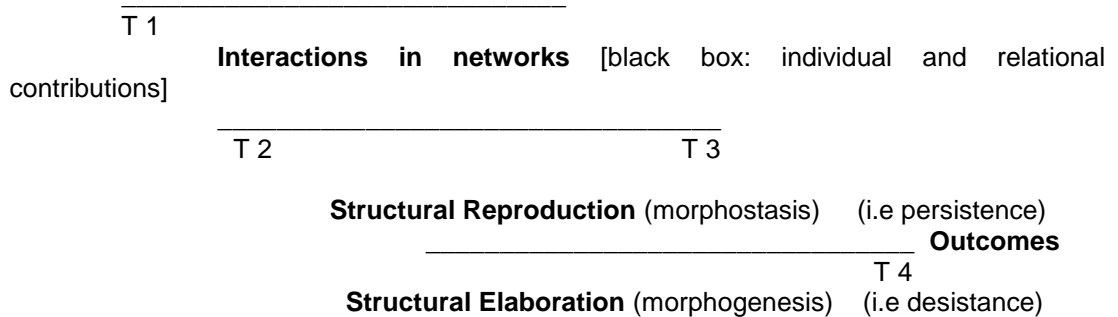 T 1
Interactions in networks [black box: individual and relational
contributions]
T 2 T 3
Structural Reproduction (morphostasis) (i.e persistence)
Outcomes
T 4
Structural Elaboration (morphogenesis) (i.e desistance)